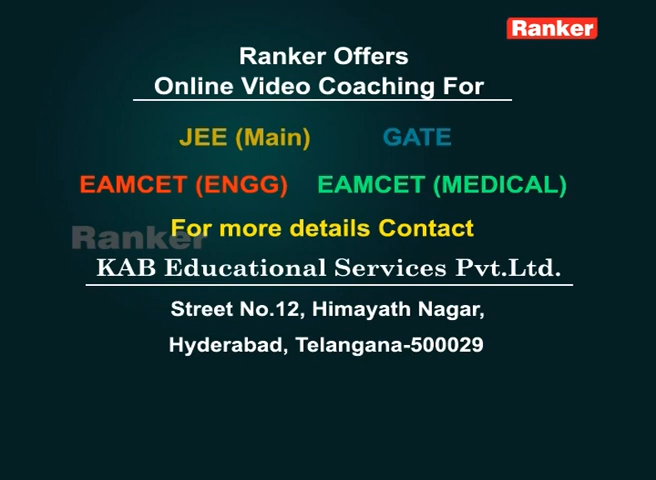 Ranker
Ranker Offers
Online Video Coaching For
JEE (Main) GATE
EAMCET (ENGG) EAMCET (MEDICAL)
For more details Contact
Ranker
KAB Educational Services Pvt.Ltd.
Street No.12, Himayath Nagar,
Hyderabad, Telangana-500029